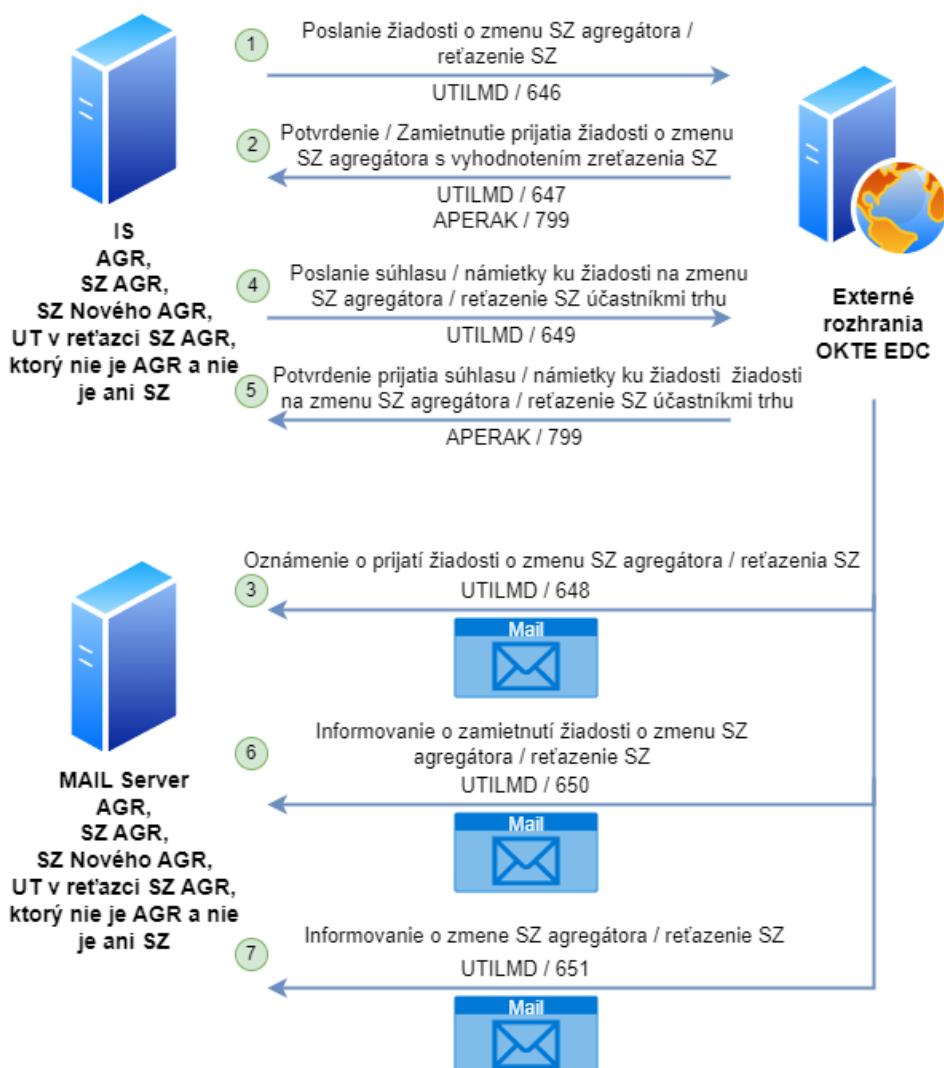 1
Poslanie žiadosti o zmenu SZ agregátora /
reťazenie SZ
UTILMD / 646
2
Potvrdenie / Zamietnutie prijatia žiadosti o zmenu
SZ agregátora s vyhodnotením zreťazenia SZ
UTILMD / 647
APERAK / 799
IS
AGR,
SZ AGR,
SZ Nového AGR,
UT v reťazci SZ AGR,
ktorý nie je AGR a nie
je ani SZ
4
Poslanie súhlasu / námietky ku žiadosti na zmenu
SZ agregátora / reťazenie SZ účastníkmi trhu
UTILMD / 649
Externé
rozhrania
OKTE EDC
5
Potvrdenie prijatia súhlasu / námietky ku žiadosti žiadosti
na zmenu SZ agregátora / reťazenie SZ účastníkmi trhu
APERAK / 799
Oznámenie o prijatí žiadosti o zmenu SZ agregátora / reťazenia SZ
3
UTILMD / 648
Mail
6
Informovanie o zamietnutí žiadosti o zmenu SZ
agregátora / reťazenie SZ
UTILMD / 650
Mail
MAIL Server
AGR,
SZ AGR,
SZ Nového AGR,
UT v reťazci SZ AGR,
ktorý nie je AGR a nie
je ani SZ
7
Informovanie o zmene SZ agregátora / reťazenie SZ
UTILMD / 651
Mail